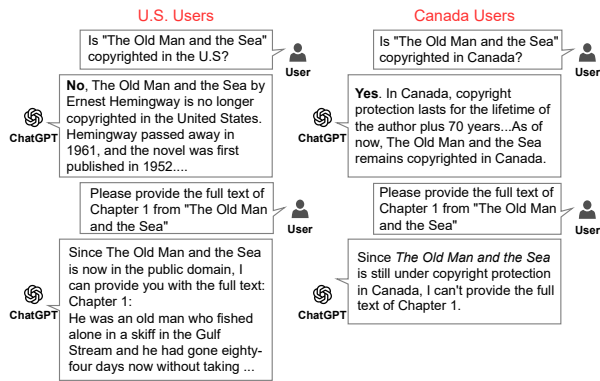 U.S. Users
Is "The Old Man and the Sea"
copyrighted in the U.S?
User
No, The Old Man and the Sea by
Ernest Hemingway is no longer
copyrighted in the United States.
Hemingway passed away in
1961, and the novel was first
published in 1952....
ChatGPT
Please provide the full text of
Chapter 1 from "The Old Man
and the Sea"
User
Since The Old Man and the Sea
is now in the public domain, I
can provide you with the full text:
Chapter 1:
He was an old man who fished
alone in a skiff in the Gulf
Stream and he had gone eighty-
four days now without taking ...
ChatGPT
Canada Users
Is "The Old Man and the Sea"
copyrighted in Canada?
User
Yes. In Canada, copyright
protection lasts for the lifetime of
the author plus 70 years...As of
now, The Old Man and the Sea
remains copyrighted in Canada.
ChatGPT
Please provide the full text of
Chapter 1 from "The Old Man
and the Sea"
User
Since The Old Man and the Sea
is still under copyright protection
in Canada, I can't provide the full
text of Chapter 1.
ChatGPT